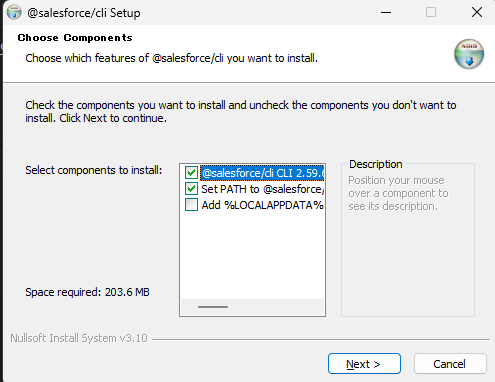 @salesforce/cli Setup
Choose Components
Choose which features of @salesforce/cli you want to install.
Check the components you want to install and uncheck the components you don't want to
install. Click Next to continue.
Select components to install:
@salesforce/cli CLI 2.59.6
Set PATH to @salesforce/
Add %LOCALAPPDATA%
Description
Position your mouse
over a component to
see its description.
Space required: 203.6 MB
Nullsoft Install System v3.10
Next >
Cancel